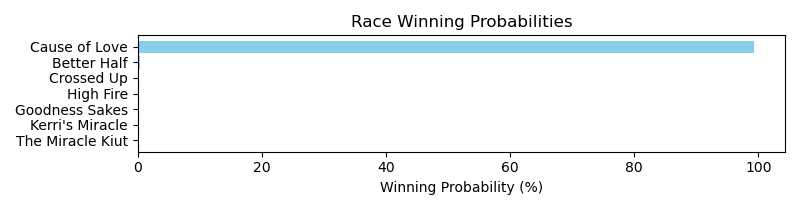 Race Winning Probabilities
Cause of Love
Better Half
Crossed Up
High Fire
Goodness Sakes
Kerri's Miracle
The Miracle Kiut
0 20 40 60 80 100
Winning Probability (%)